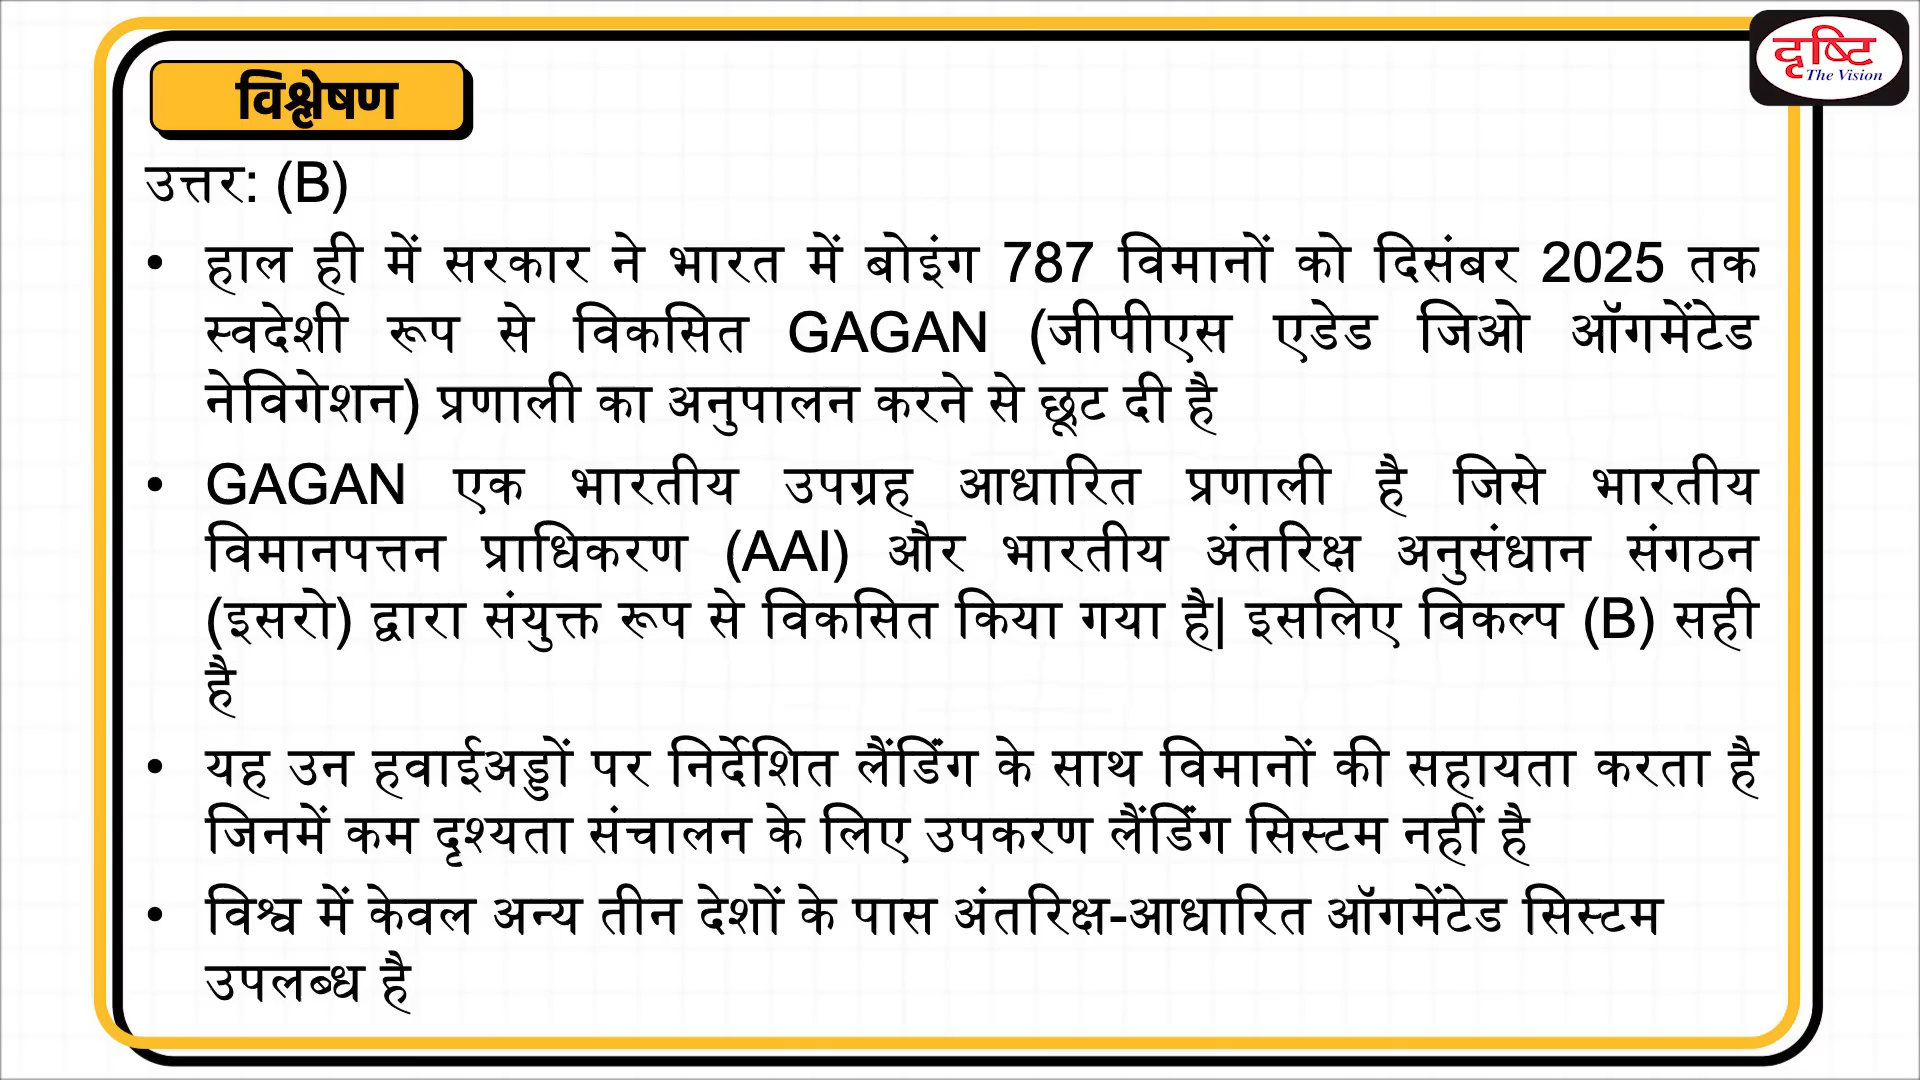 दृष्टि
The Vision
विश्लेषण
उत्तर: (B)
• हाल ही में सरकार ने भारत में बोइंग 787 विमानों को दिसंबर 2025 तक
स्वदेशी रूप से विकसित GAGAN (जीपीएस एडेड जिओ ऑगमेंटेड
नेविगेशन) प्रणाली का अनुपालन करने से छूट दी है
• GAGAN एक भारतीय उपग्रह आधारित प्रणाली है जिसे भारतीय
विमानपत्तन प्राधिकरण (AAI) और भारतीय अंतरिक्ष अनुसंधान संगठन
(इसरो) द्वारा संयुक्त रूप से विकसित किया गया है| इसलिए विकल्प (B) सही
है
• यह उन हवाईअड्डों पर निर्देशित लैंडिंग के साथ विमानों की सहायता करता है
जिनमें कम दृश्यता संचालन के लिए उपकरण लैंडिंग सिस्टम नहीं है
• विश्व में केवल अन्य तीन देशों के पास अंतरिक्ष-आधारित ऑगमेंटेड सिस्टम
उपलब्ध है